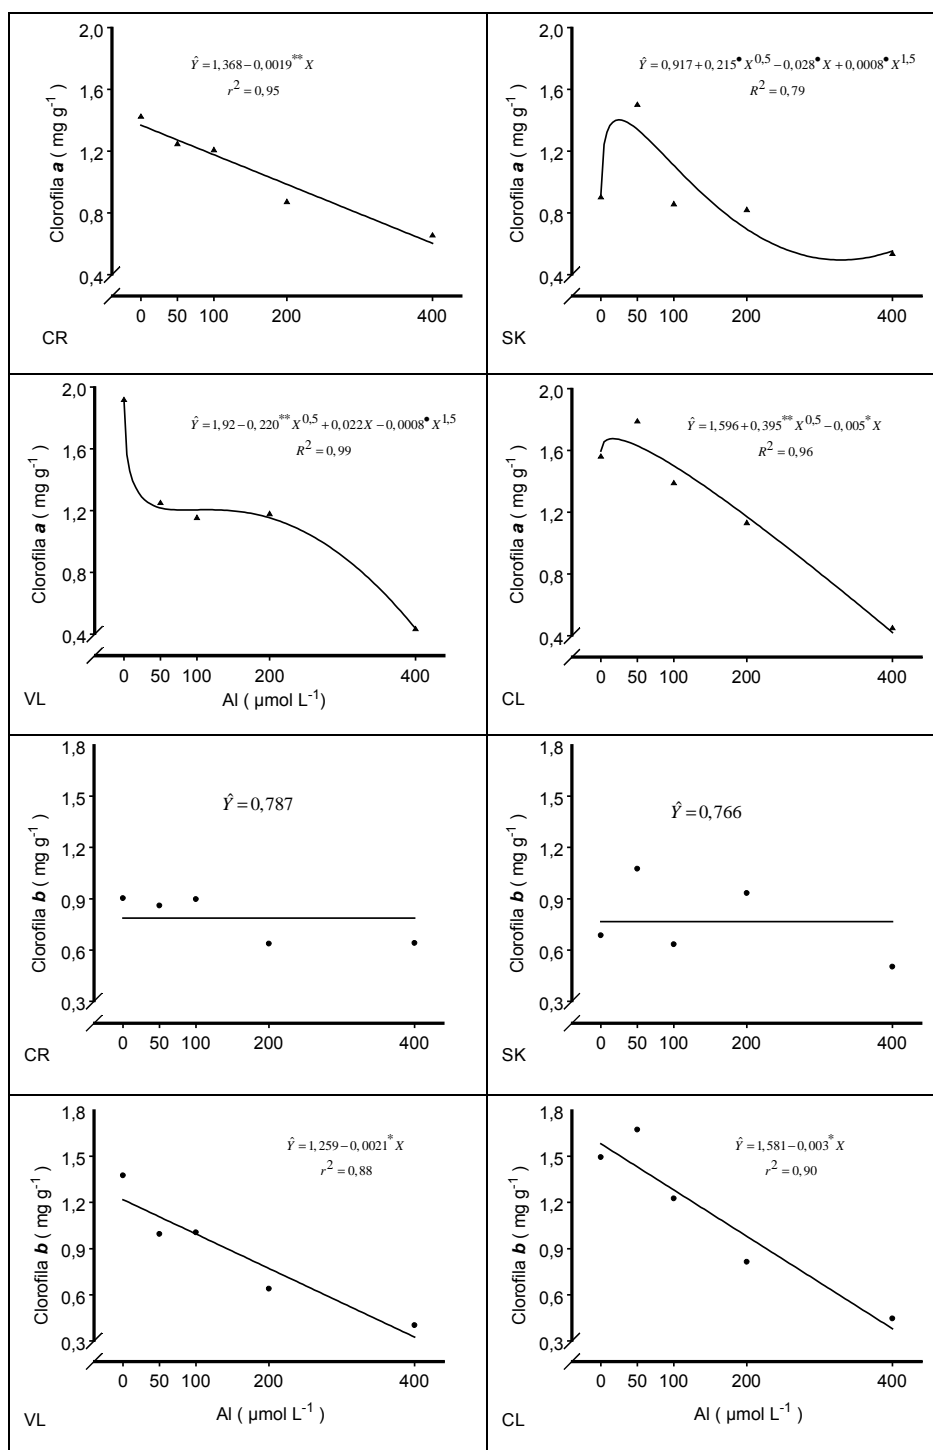 2,0
1,6
1,2
0,8
0,4
Clorofila a ( mg g-1 )
Ŷ = 1,368 – 0,0019** X
r2 = 0,95
0 50 100 200 400
CR
2,0
1,6
1,2
0,8
0,4
Clorofila a ( mg g-1 )
Ŷ = 0,917 + 0,215• X0,5 – 0,028• X + 0,0008• X1,5
R2 = 0,79
0 50 100 200 400
SK
2,0
1,6
1,2
0,8
0,4
Clorofila a ( mg g-1 )
Ŷ = 1,92 – 0,220** X0,5 + 0,022X – 0,0008• X1,5
R2 = 0,99
0 50 100 200 400
VL Al ( µmol L-1)
2,0
1,6
1,2
0,8
0,4
Clorofila a ( mg g-1 )
Ŷ = 1,596 + 0,395** X0,5 – 0,005* X
R2 = 0,96
0 50 100 200 400
CL
1,8
1,5
1,2
0,9
0,6
0,3
Clorofila b ( mg g-1 )
Ŷ = 0,787
0 50 100 200 400
CR
1,8
1,5
1,2
0,9
0,6
0,3
Clorofila b ( mg g-1 )
Ŷ = 0,766
0 50 100 200 400
SK
1,8
1,5
1,2
0,9
0,6
0,3
Clorofila b ( mg g-1 )
Ŷ = 1,259 – 0,0021* X
r2 = 0,88
0 50 100 200 400
VL Al ( µmol L-1 )
1,8
1,5
1,2
0,9
0,6
0,3
Clorofila b ( mg g-1 )
Ŷ = 1,581 – 0,003* X
r2 = 0,90
0 50 100 200 400
CL Al ( µmol L-1 )